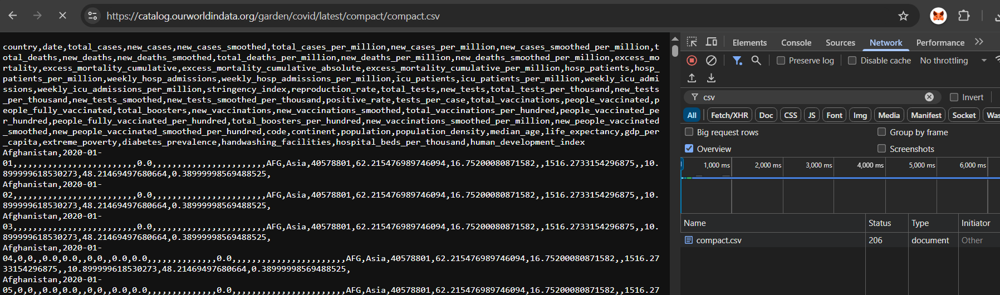 https://catalog.ourworldindata.org/garden/covid/latest/compact/compact.csv
country,date,total_cases,new_cases,new_cases_smoothed,total_cases_per_million,new_cases_per_million,new_cases_smoothed_per_million,t
otal_deaths,new_deaths,new_deaths_smoothed,total_deaths_per_million,new_deaths_per_million,new_deaths_smoothed_per_million,excess_mo
rtality,excess_mortality_cumulative,excess_mortality_cumulative_absolute,excess_mortality_cumulative_per_million,hosp_patients,hosp_
patients_per_million,weekly_hosp_admissions,weekly_hosp_admissions_per_million,icu_patients,icu_patients_per_million,weekly_icu_admi
ssions,weekly_icu_admissions_per_million,stringency_index,reproduction_rate,total_tests,new_tests,total_tests_per_thousand,new_tests
_per_thousand,new_tests_smoothed,new_tests_smoothed_per_thousand,positive_rate,tests_per_case,total_vaccinations,people_vaccinated,p
eople_fully_vaccinated,total_boosters,new_vaccinations,new_vaccinations_smoothed,total_vaccinations_per_hundred,people_vaccinated_pe
r_hundred,people_fully_vaccinated_per_hundred,total_boosters_per_hundred,new_vaccinations_smoothed_per_million,new_people_vaccinated
_smoothed,new_people_vaccinated_smoothed_per_hundred,code,continent,population,population_density,median_age,life_expectancy,gdp_per
_capita,extreme_poverty,diabetes_prevalence,handwashing_facilities,hospital_beds_per_thousand,human_development_index
Afghanistan,2020-01-
01,,,,,,,,,,,,,,,,,,,,,,,,,0.0,,,,,,,,,,,,,,,,,,,,,,,AFG,Asia,40578801,62.215476989746094,16.75200080871582,,1516.2733154296875,,10.
899999618530273,48.21469497680664,0.38999998569488525,
Afghanistan,2020-01-
02,,,,,,,,,,,,,,,,,,,,,,,,,0.0,,,,,,,,,,,,,,,,,,,,,,,AFG,Asia,40578801,62.215476989746094,16.75200080871582,,1516.2733154296875,,10.
899999618530273,48.21469497680664,0.38999998569488525,
Afghanistan,2020-01-
03,,,,,,,,,,,,,,,,,,,,,,,,,0.0,,,,,,,,,,,,,,,,,,,,,,,AFG,Asia,40578801,62.215476989746094,16.75200080871582,,1516.2733154296875,,10.
899999618530273,48.21469497680664,0.38999998569488525,
Afghanistan,2020-01-
04,0,0,,0.0,0.0,,0,0,,0.0,0.0,,,,,,,,,,,,,,0.0,,,,,,,,,,,,,,,,,,,,,,,AFG,Asia,40578801,62.215476989746094,16.75200080871582,,1516.27
33154296875,,10.899999618530273,48.21469497680664,0.38999998569488525,
Afghanistan,2020-01-
05,0,0,,0.0,0.0,,0,0,,0.0,0.0,,,,,,,,,,,,,,0.0,,,,,,,,,,,,,,,,,,,,,,,AFG,Asia,40578801,62.215476989746094,16.75200080871582,,1516.27
Elements Console Sources Network Performance
Preserve log Disable cache No throttling
csv Invert
All Fetch/XHR Doc CSS JS Font Img Media Manifest Socket Was
Big request rows Group by frame
Overview Screenshots
1,000 ms 2,000 ms 3,000 ms 4,000 ms 5,000 ms 6,000 ms
Name Status Type Initiator
compact.csv 206 document Other